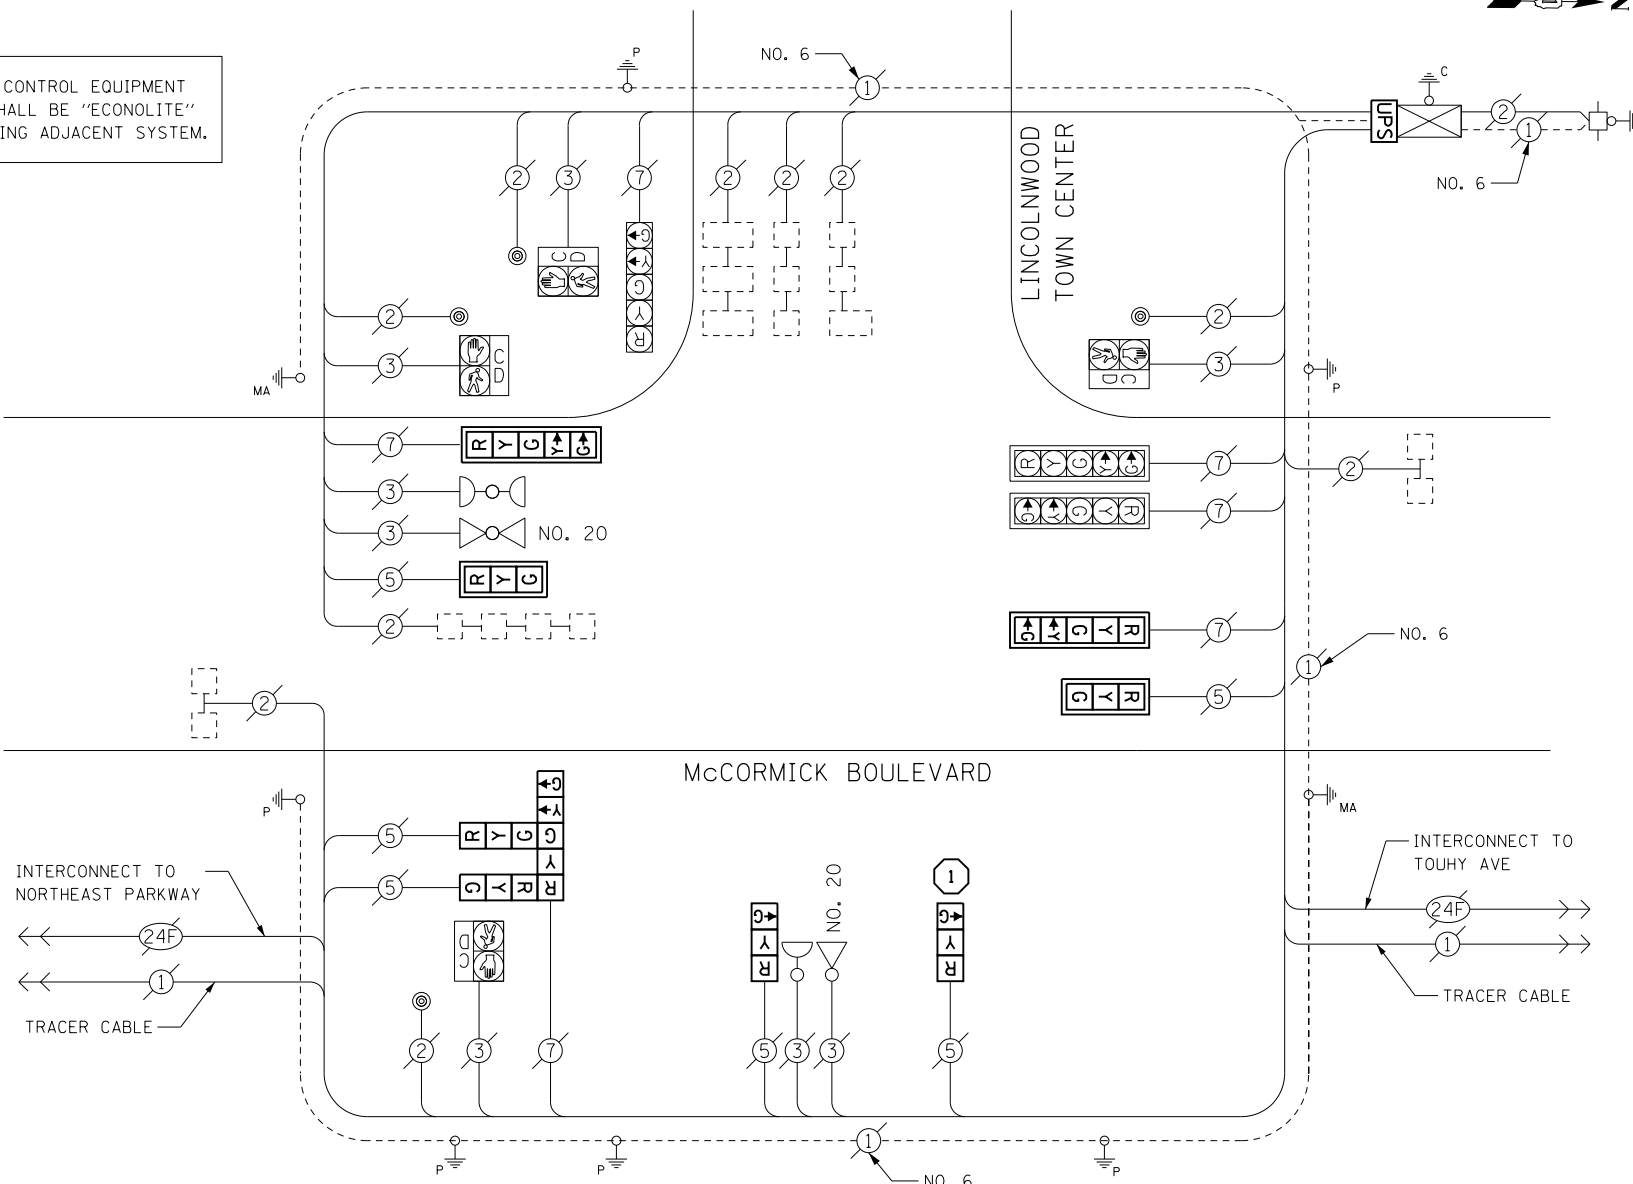 CONTROL EQUIPMENT
HALL BE "ECONOLITE"
ING ADJACENT SYSTEM.
P
NO. 6
1
C
UPS
2
1
NO. 6
LINCOLNWOOD
TOWN CENTER
2
3
7
2
2
2
C D
G
Y
G
Y
R
2
3
C
D
MA
2
3
C D
P
7
R Y G Y G
3
3
NO. 20
5
R Y G
2
R Y G Y G
7
G Y G Y R
7
2
G Y G Y R
7
G Y R
5
1
NO. 6
2
McCORMICK BOULEVARD
P
MA
G
Y
5
R Y G G
Y
5
G Y R R
C D
INTERCONNECT TO
NORTHEAST PARKWAY
24F
1
TRACER CABLE
2
3
7
NO. 20
G
Y
R
1
G
Y
R
5
3
3
5
INTERCONNECT TO
TOUHY AVE
24F
1
TRACER CABLE
P
P
1
P
NO. 6